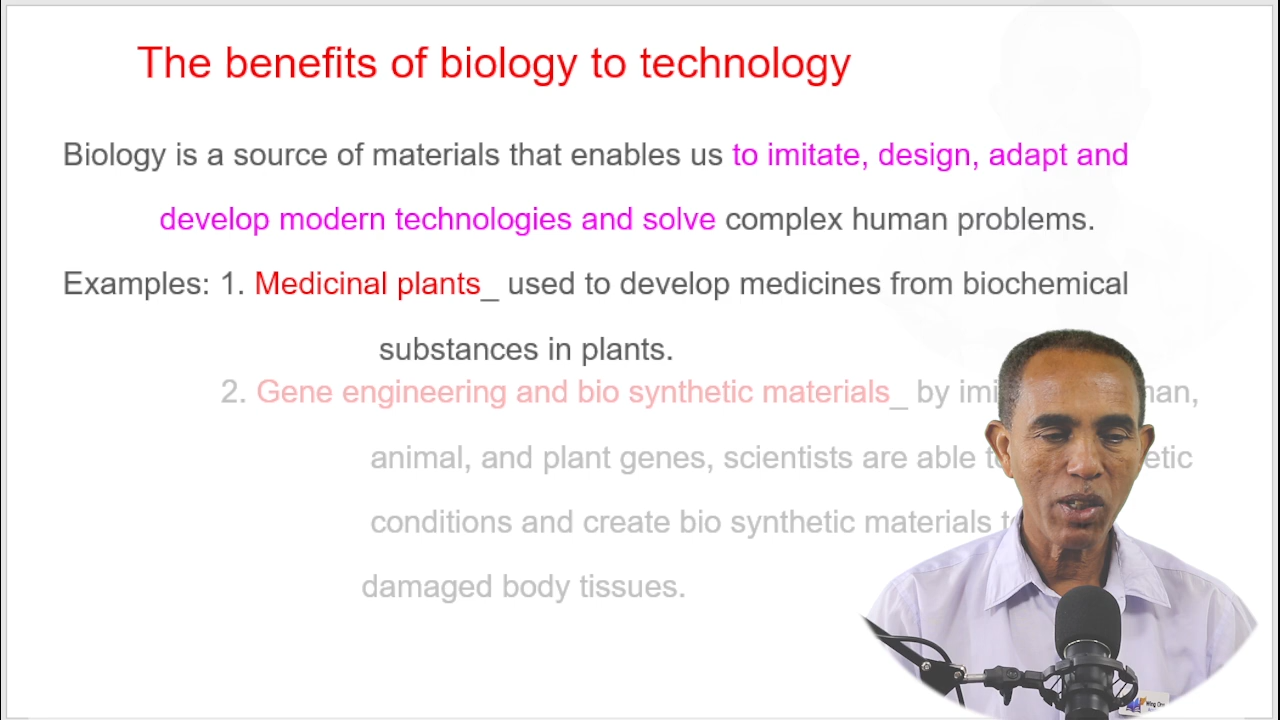 The benefits of biology to technology
Biology is a source of materials that enables us to imitate, design, adapt and
develop modern technologies and solve complex human problems.
Examples: 1. Medicinal plants_ used to develop medicines from biochemical
substances in plants.
2. Gene engineering and bio synthetic materials_ by
animal, and plant genes, scientists are able
conditions and create bio synthetic materials
damaged body tissues.